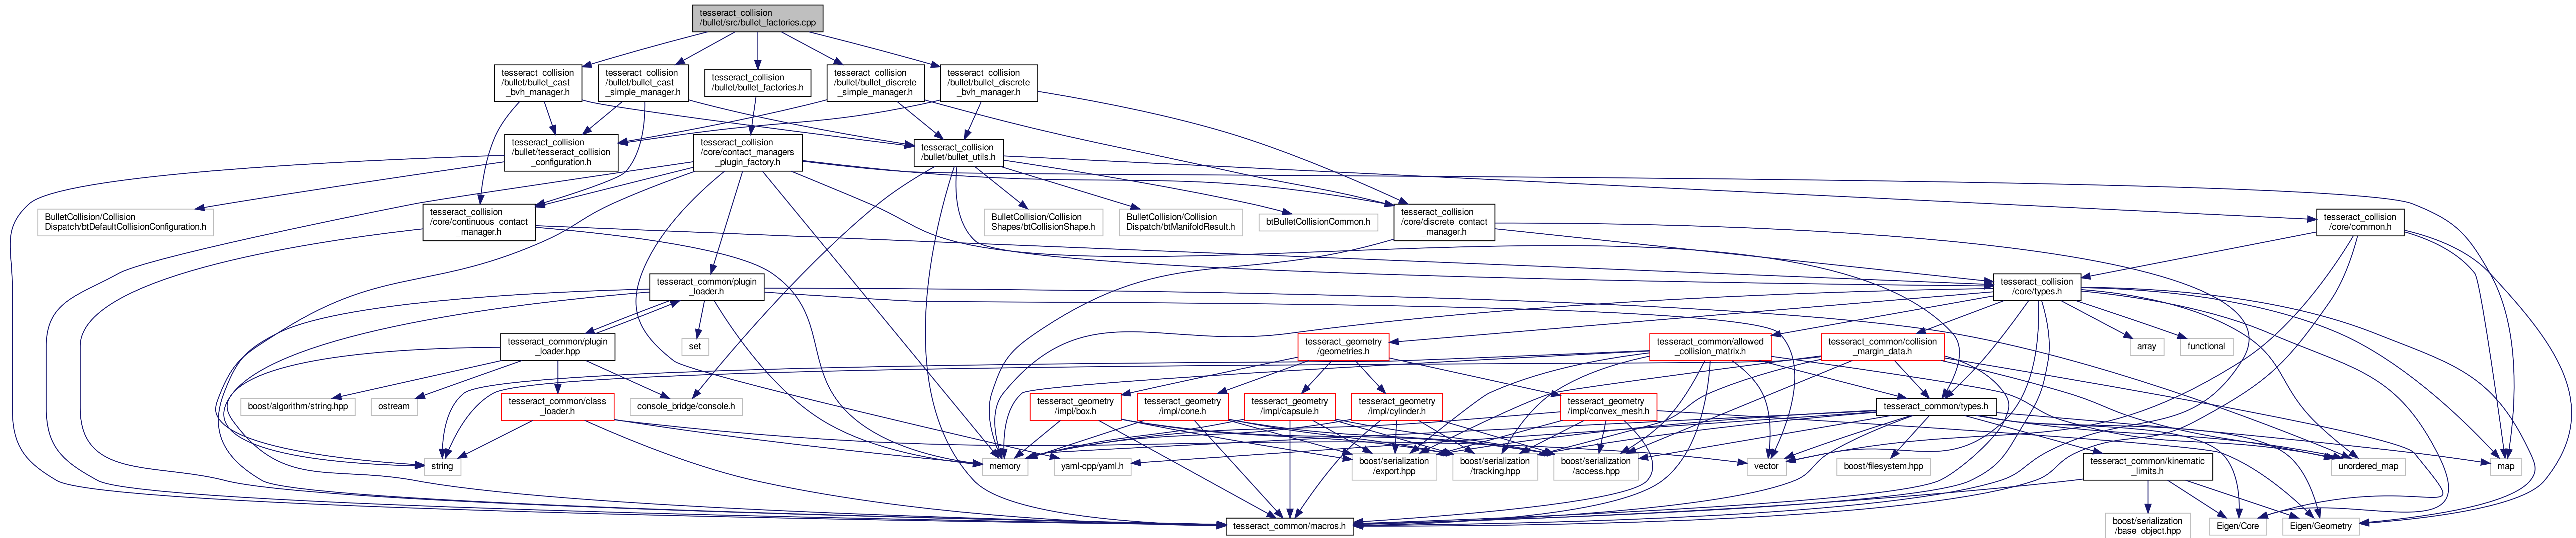 tesseract_collision
/bullet/src/bullet_factories.cpp
tesseract_collision
/bullet/bullet_cast
_bvh_manager.h
tesseract_collision
/bullet/bullet_cast
_simple_manager.h
tesseract_collision
/bullet/bullet_factories.h
tesseract_collision
/bullet/bullet_discrete
_simple_manager.h
tesseract_collision
/bullet/bullet_discrete
_bvh_manager.h
tesseract_collision
/bullet/tesseract_collision
_configuration.h
tesseract_collision
/core/contact_managers
_plugin_factory.h
tesseract_collision
/bullet/bullet_utils.h
BulletCollision/Collision
Dispatch/btDefaultCollisionConfiguration.h
tesseract_collision
/core/continuous_contact
_manager.h
BulletCollision/Collision
Shapes/btCollisionShape.h
BulletCollision/Collision
Dispatch/btManifoldResult.h
btBulletCollisionCommon.h
tesseract_collision
/core/discrete_contact
_manager.h
tesseract_collision
/core/common.h
tesseract_common/plugin
_loader.h
tesseract_collision
/core/types.h
tesseract_common/plugin
_loader.hpp
set
tesseract_geometry
/geometries.h
tesseract_common/allowed
_collision_matrix.h
tesseract_common/collision
_margin_data.h
array
functional
boost/algorithm/string.hpp
ostream
tesseract_common/class
_loader.h
console_bridge/console.h
tesseract_geometry
/impl/box.h
tesseract_geometry
/impl/cone.h
tesseract_geometry
/impl/capsule.h
tesseract_geometry
/impl/cylinder.h
tesseract_geometry
/impl/convex_mesh.h
tesseract_common/types.h
string
memory
yaml-cpp/yaml.h
boost/serialization
/export.hpp
boost/serialization
/tracking.hpp
boost/serialization
/access.hpp
vector
boost/filesystem.hpp
tesseract_common/kinematic
_limits.h
unordered_map
map
tesseract_common/macros.h
boost/serialization
/base_object.hpp
Eigen/Core
Eigen/Geometry